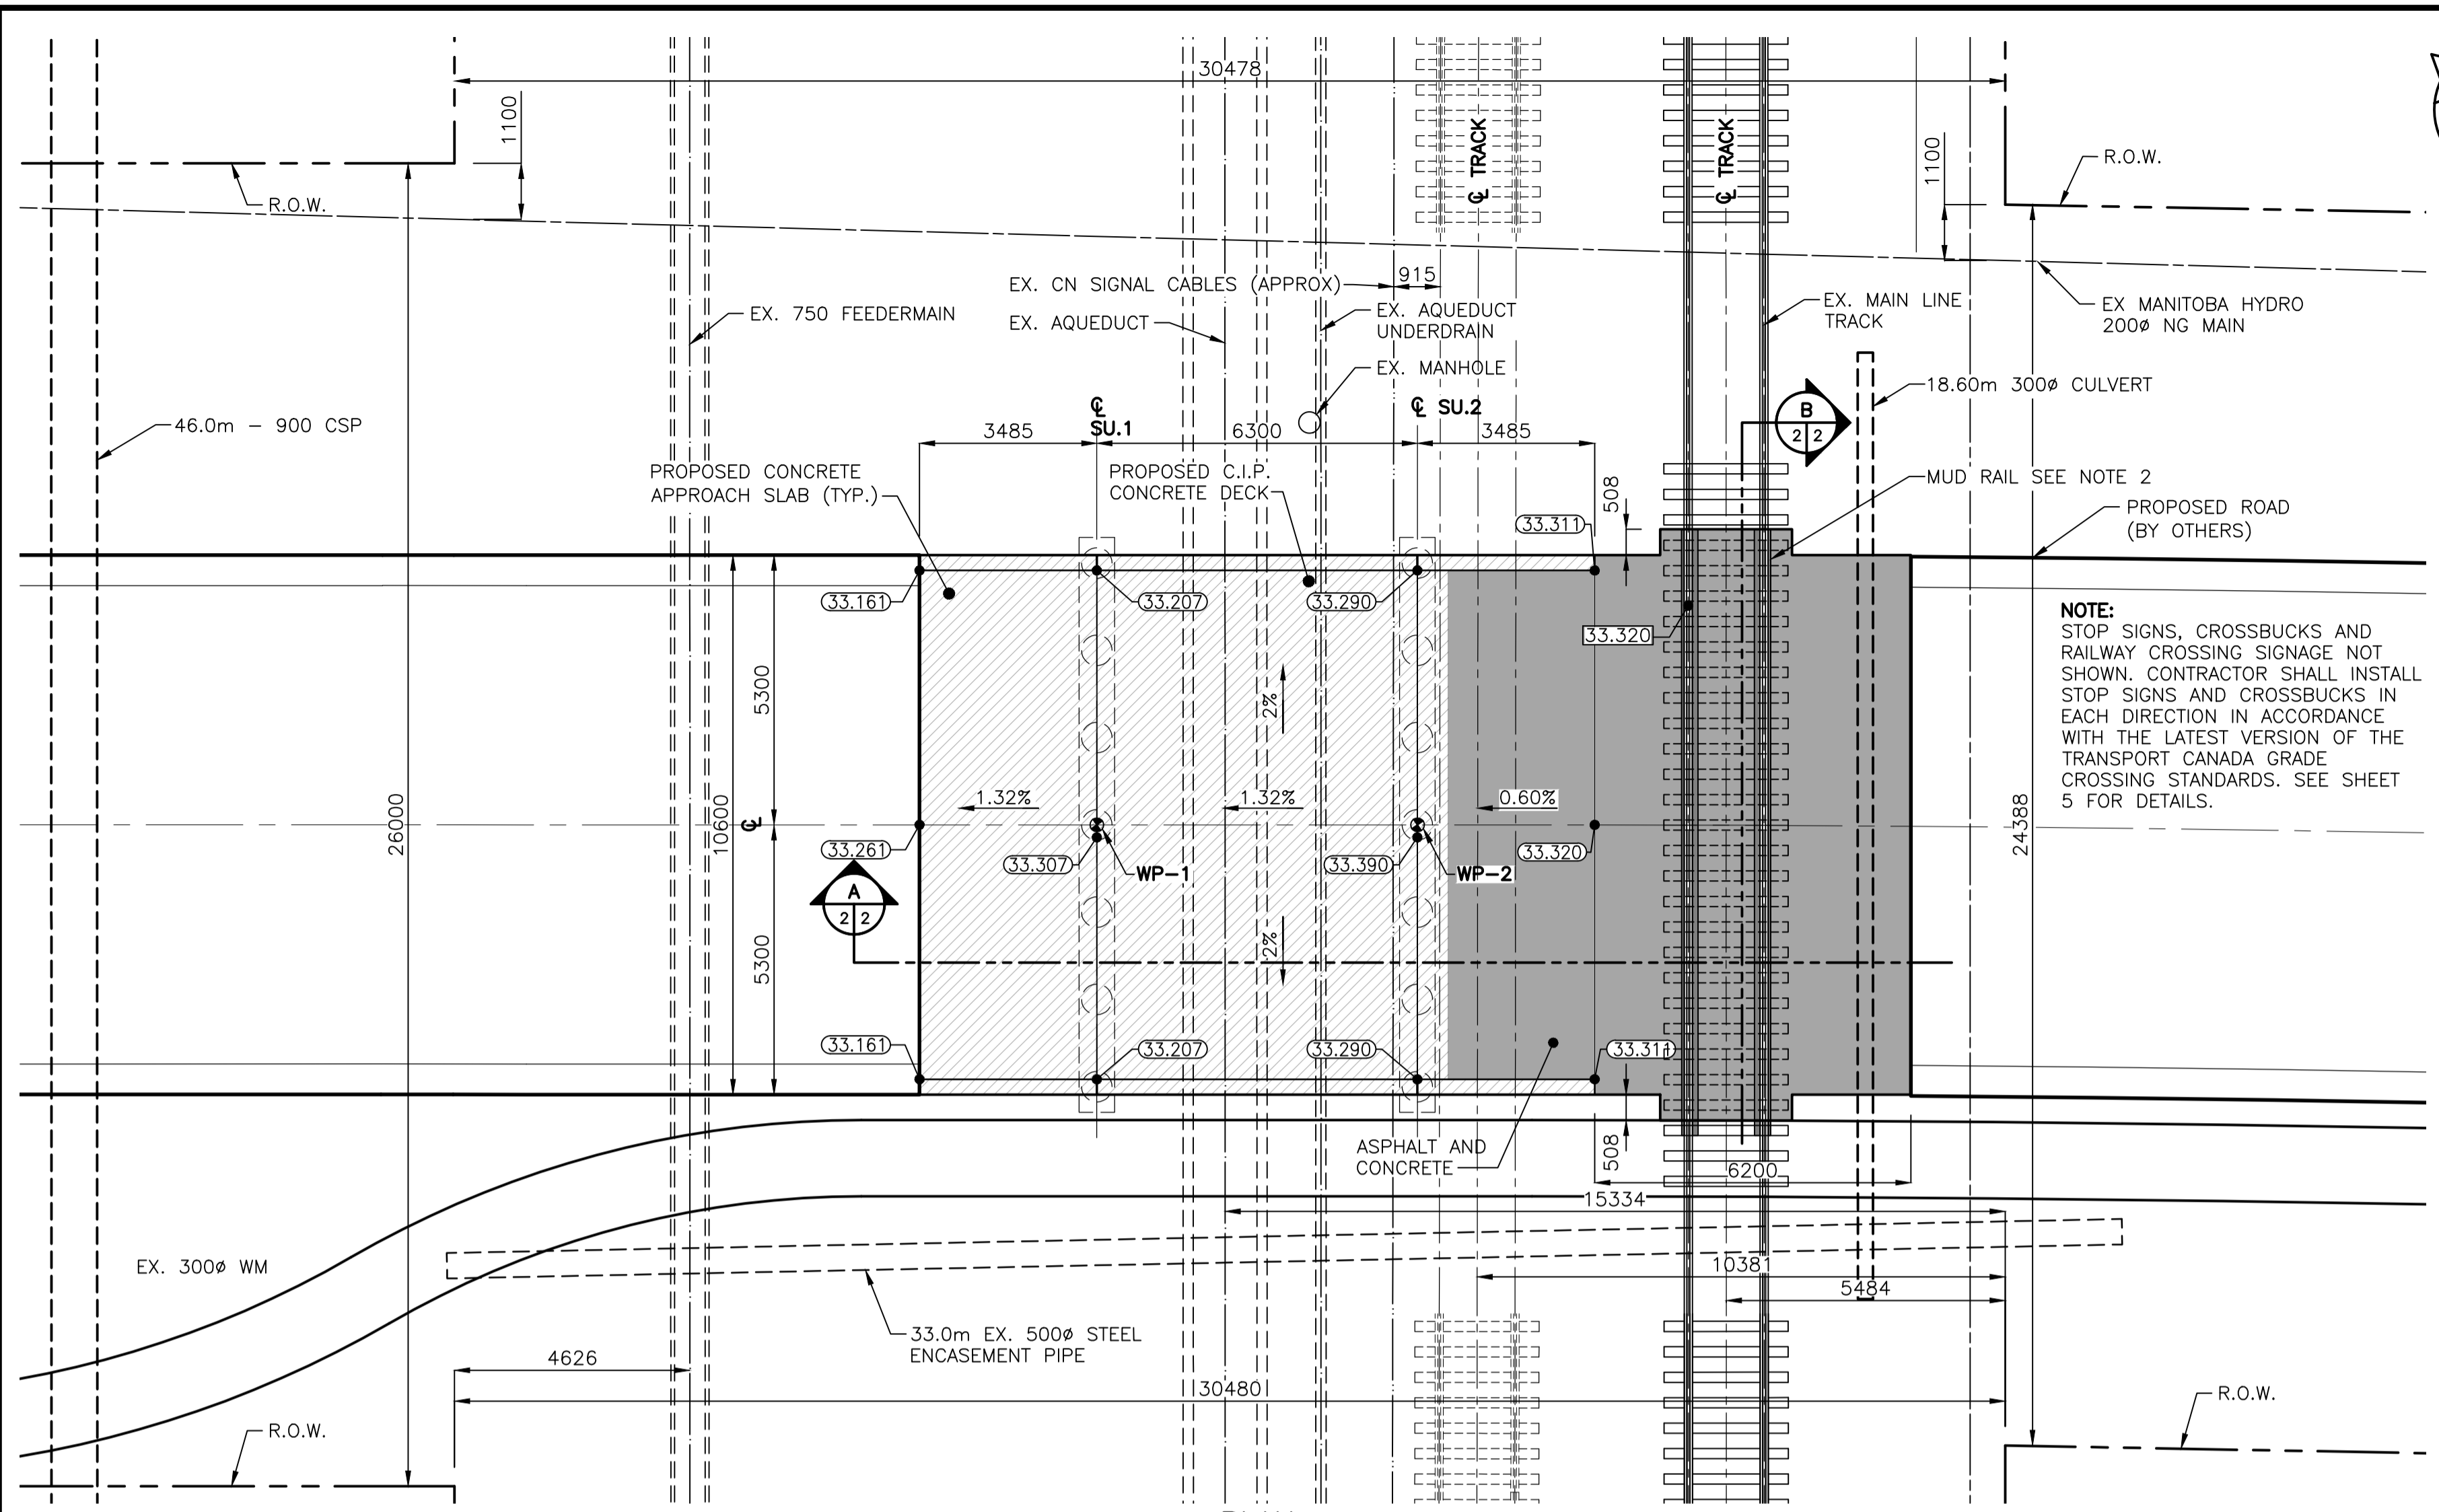 30478
1100
R.O.W.
℄ TRACK
℄ TRACK
1100
R.O.W.
EX. CN SIGNAL CABLES (APPROX)
915
EX. 750 FEEDERMAIN
EX. AQUEDUCT
EX. AQUEDUCT
UNDERDRAIN
EX. MAIN LINE
TRACK
EX MANITOBA HYDRO
200ø NG MAIN
EX. MANHOLE
18.60m 300ø CULVERT
46.0m - 900 CSP
℄
SU.1
℄ SU.2
B
2 2
3485
6300
3485
PROPOSED CONCRETE
APPROACH SLAB (TYP.)
PROPOSED C.I.P.
CONCRETE DECK
508
MUD RAIL SEE NOTE 2
PROPOSED ROAD
(BY OTHERS)
33.311
33.161
33.207
33.290
33.320
NOTE:
STOP SIGNS, CROSSBUCKS AND
RAILWAY CROSSING SIGNAGE NOT
SHOWN. CONTRACTOR SHALL INSTALL
STOP SIGNS AND CROSSBUCKS IN
EACH DIRECTION IN ACCORDANCE
WITH THE LATEST VERSION OF THE
TRANSPORT CANADA GRADE
CROSSING STANDARDS. SEE SHEET
5 FOR DETAILS.
5300
2%
26000
10600
℄
1.32%
1.32%
0.60%
24388
33.261
33.307
WP-1
33.390
WP-2
33.320
A
2 2
5300
2%
33.161
33.207
33.290
33.311
ASPHALT AND
CONCRETE
508
6200
15334
EX. 300ø WM
10381
5484
33.0m EX. 500ø STEEL
ENCASEMENT PIPE
4626
30480
R.O.W.
R.O.W.